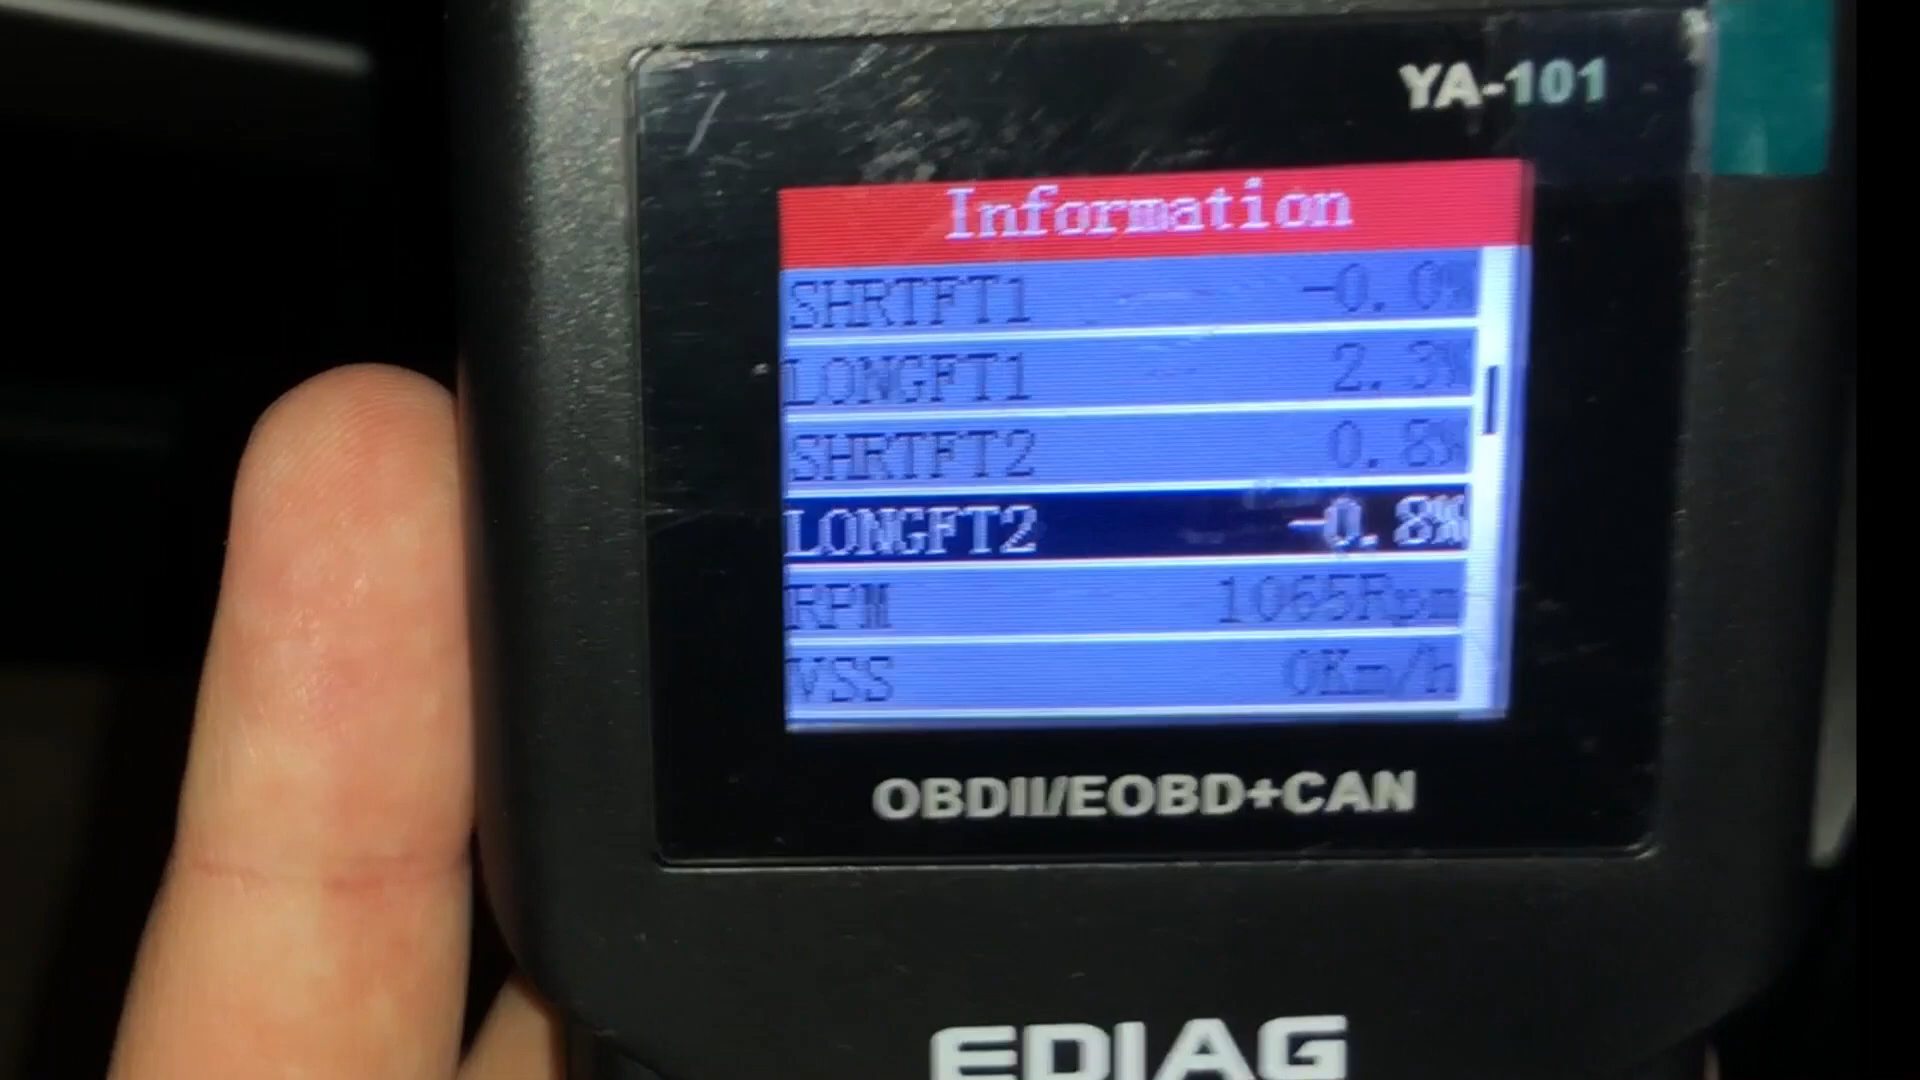 YA-101
Information
SHRTFT1 -0.0%
LONGFT1 2.3%
SHRTFT2 0.8%
LONGFT2 -0.8%
RPM 1065Rpm
VSS 0Km/h
OBDII/EOBD+CAN
EDIAG